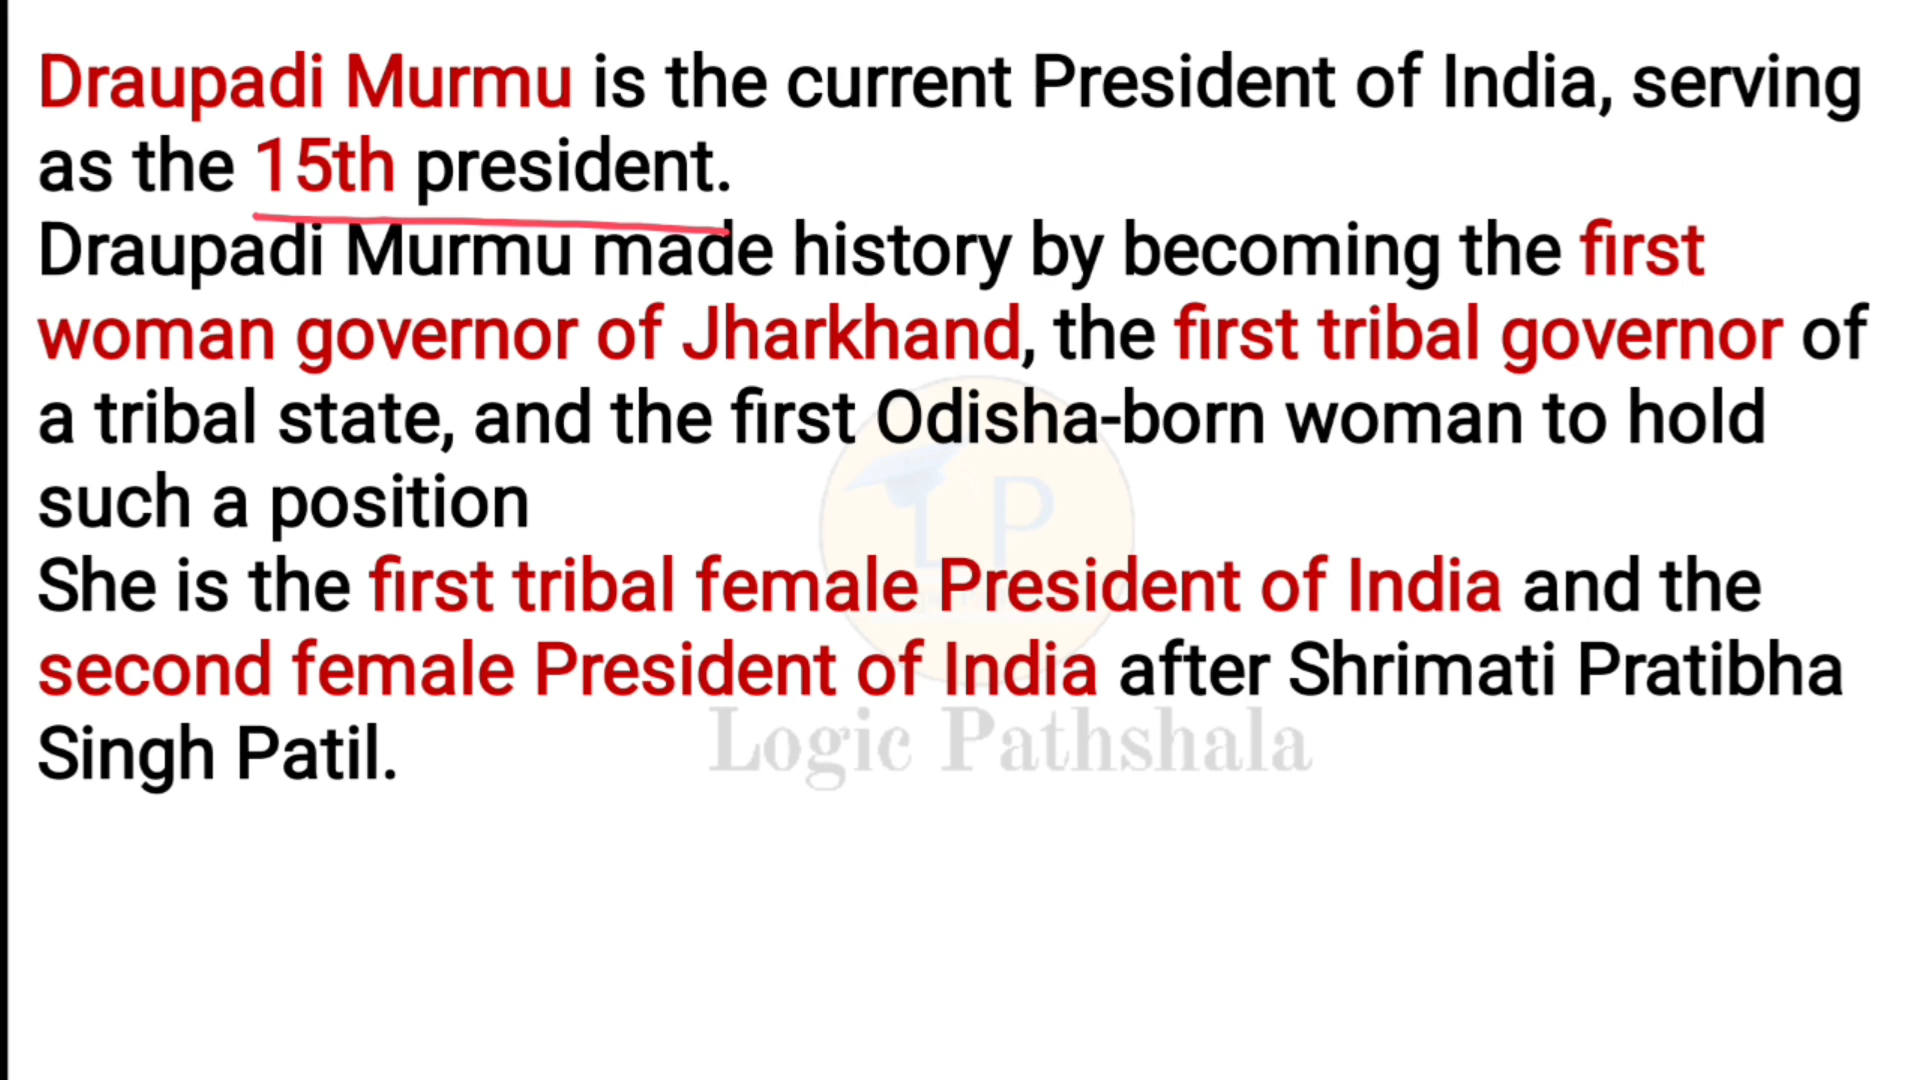 Draupadi Murmu is the current President of India, serving
as the 15th president.
Draupadi Murmu made history by becoming the first
woman governor of Jharkhand, the first tribal governor of
a tribal state, and the first Odisha-born woman to hold
such a position
She is the first tribal female President of India and the
second female President of India after Shrimati Pratibha
Singh Patil.
LP
Logic Pathshala